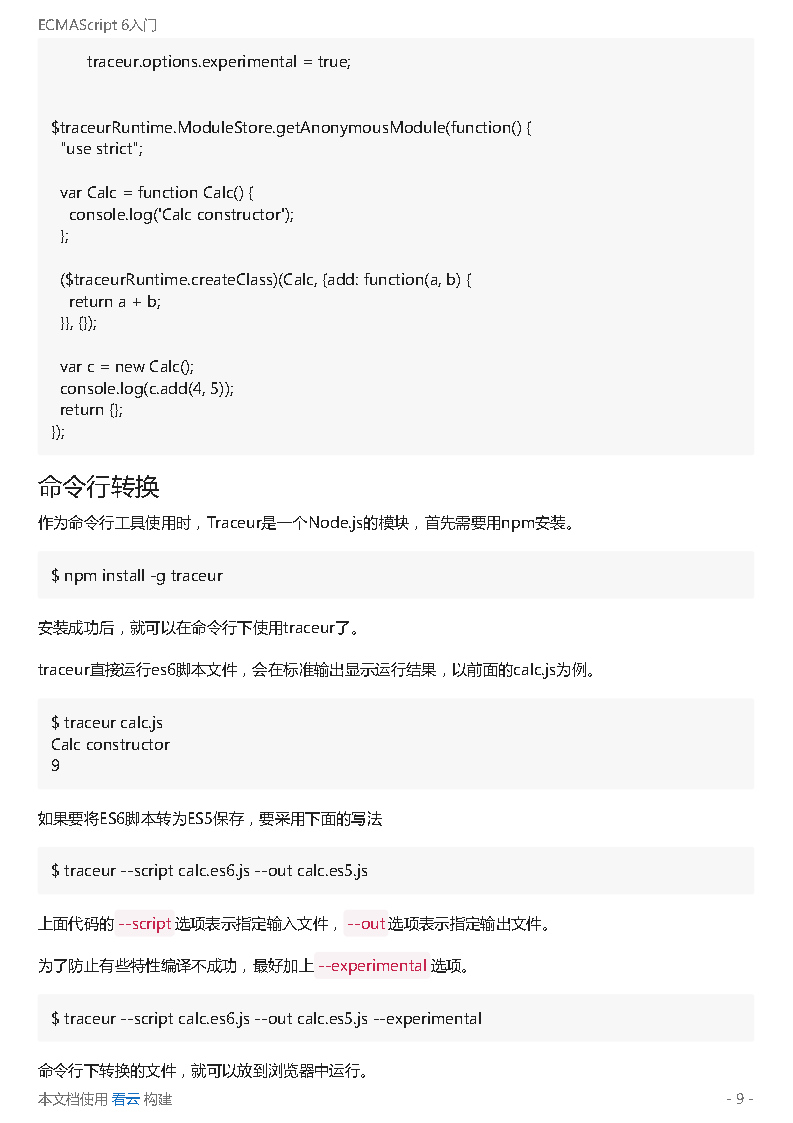 ECMAScript 6入门
traceur.options.experimental = true;
$traceurRuntime.ModuleStore.getAnonymousModule(function() {
"use strict";
var Calc = function Calc() {
console.log('Calc constructor');
};
($traceurRuntime.createClass)(Calc, {add: function(a, b) {
return a + b;
}}, {});
var c = new Calc();
console.log(c.add(4, 5));
return {};
});
命令行转换
作为命令行工具使用时，Traceur是一个Node.js的模块，首先需要用npm安装。
$ npm install -g traceur
安装成功后，就可以在命令行下使用traceur了。
traceur直接运行es6脚本文件，会在标准输出显示运行结果，以前面的calc.js为例。
$ traceur calc.js
Calc constructor
9
如果要将ES6脚本转为ES5保存，要采用下面的写法
$ traceur --script calc.es6.js --out calc.es5.js
上面代码的 --script 选项表示指定输入文件， --out 选项表示指定输出文件。
为了防止有些特性编译不成功，最好加上 --experimental 选项。
$ traceur --script calc.es6.js --out calc.es5.js --experimental
命令行下转换的文件，就可以放到浏览器中运行。
本文档使用 看云 构建 - 9 -